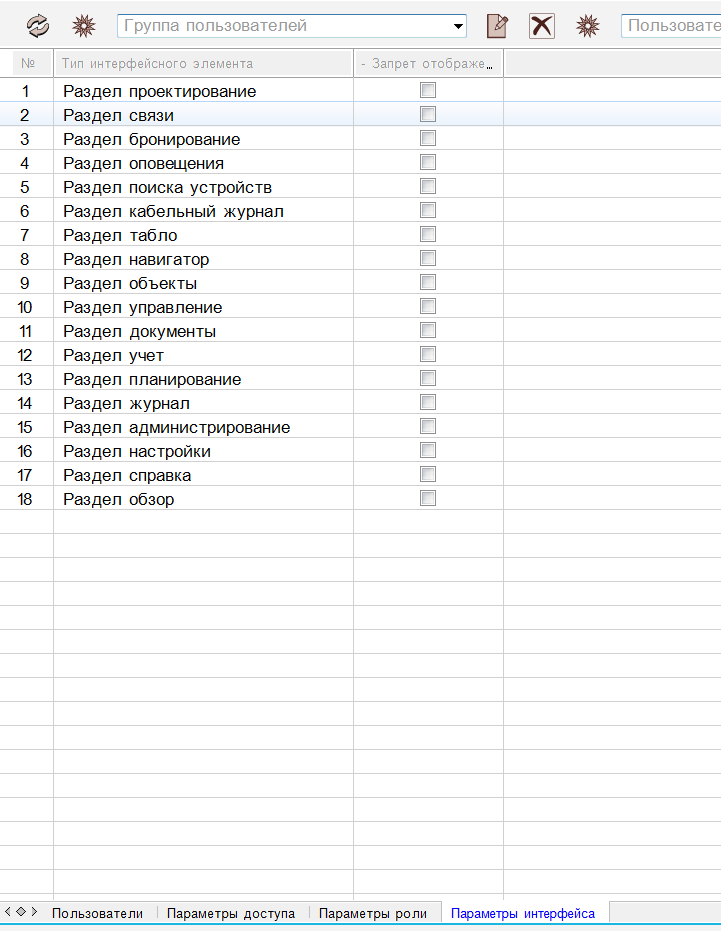 Группа пользователей Пользовате
№ Тип интерфейсного элемента - Запрет отображе...
1 Раздел проектирование
2 Раздел связи
3 Раздел бронирование
4 Раздел оповещения
5 Раздел поиска устройств
6 Раздел кабельный журнал
7 Раздел табло
8 Раздел навигатор
9 Раздел объекты
10 Раздел управление
11 Раздел документы
12 Раздел учет
13 Раздел планирование
14 Раздел журнал
15 Раздел администрирование
16 Раздел настройки
17 Раздел справка
18 Раздел обзор
Пользователи Параметры доступа Параметры роли Параметры интерфейса